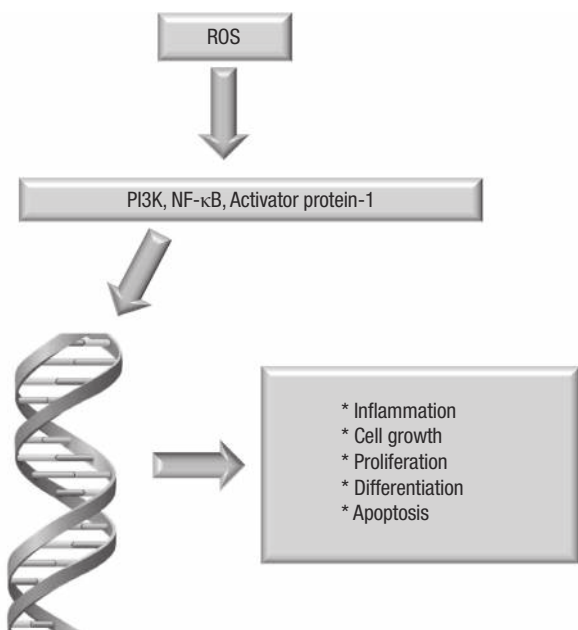 ROS
PI3K, NF-κB, Activator protein-1
* Inflammation
* Cell growth
* Proliferation
* Differentiation
* Apoptosis